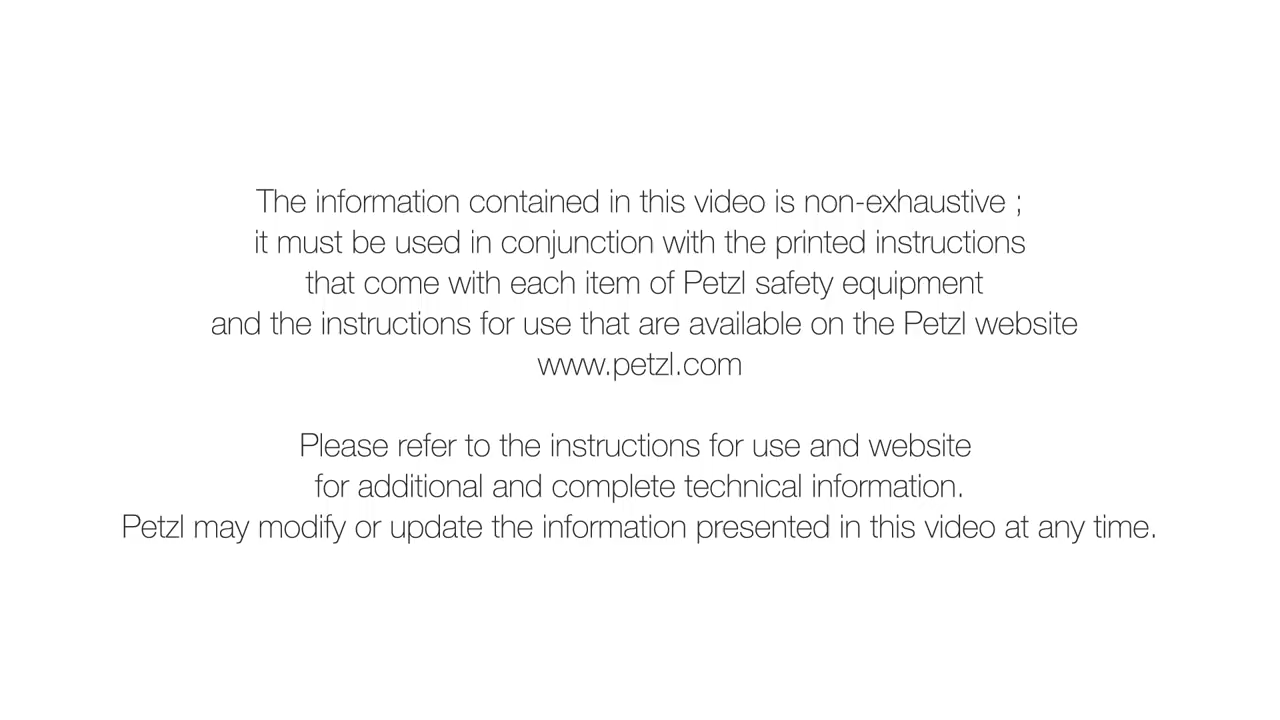 The information contained in this video is non-exhaustive ;
it must be used in conjunction with the printed instructions
that come with each item of Petzl safety equipment
and the instructions for use that are available on the Petzl website
www.petzl.com
Please refer to the instructions for use and website
for additional and complete technical information.
Petzl may modify or update the information presented in this video at any time.